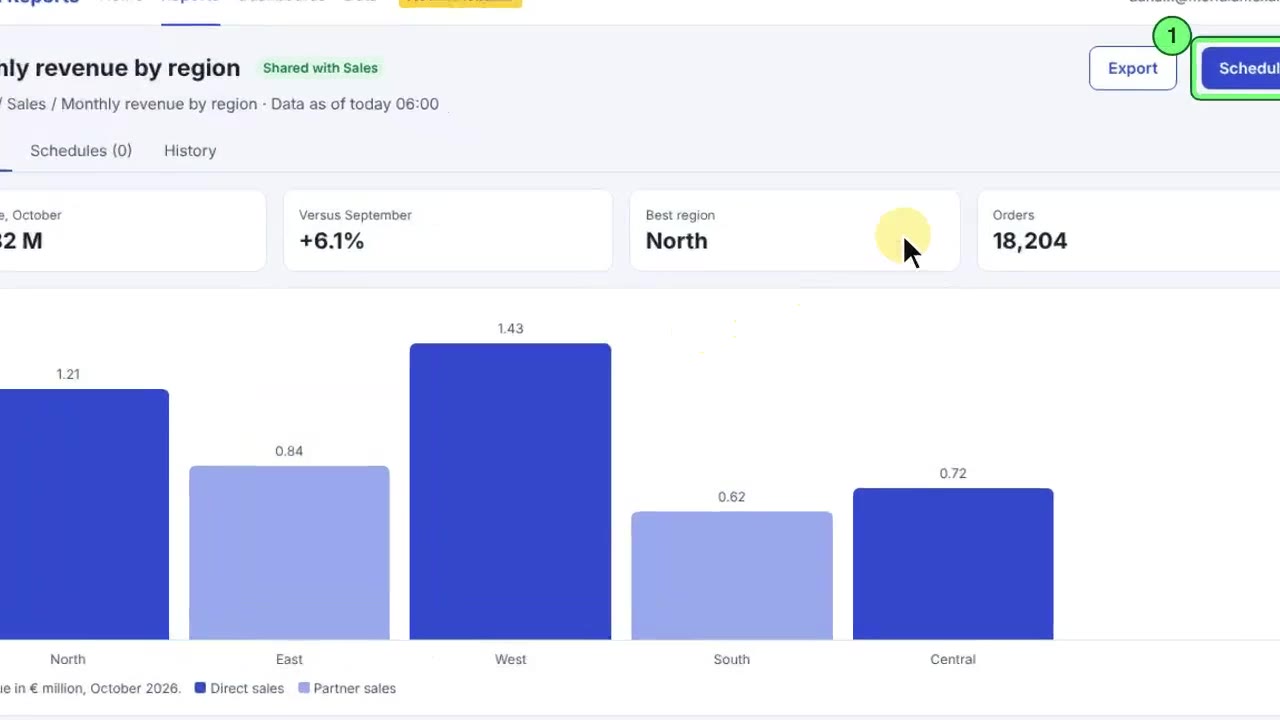 Reports
1
hly revenue by region Shared with Sales Export Schedul
/ Sales / Monthly revenue by region · Data as of today 06:00
Schedules (0) History
e, October Versus September Best region Orders
32 M +6.1% North 18,204
1.43
1.21
0.84
0.72
0.62
North East West South Central
ue in € million, October 2026. Direct sales Partner sales